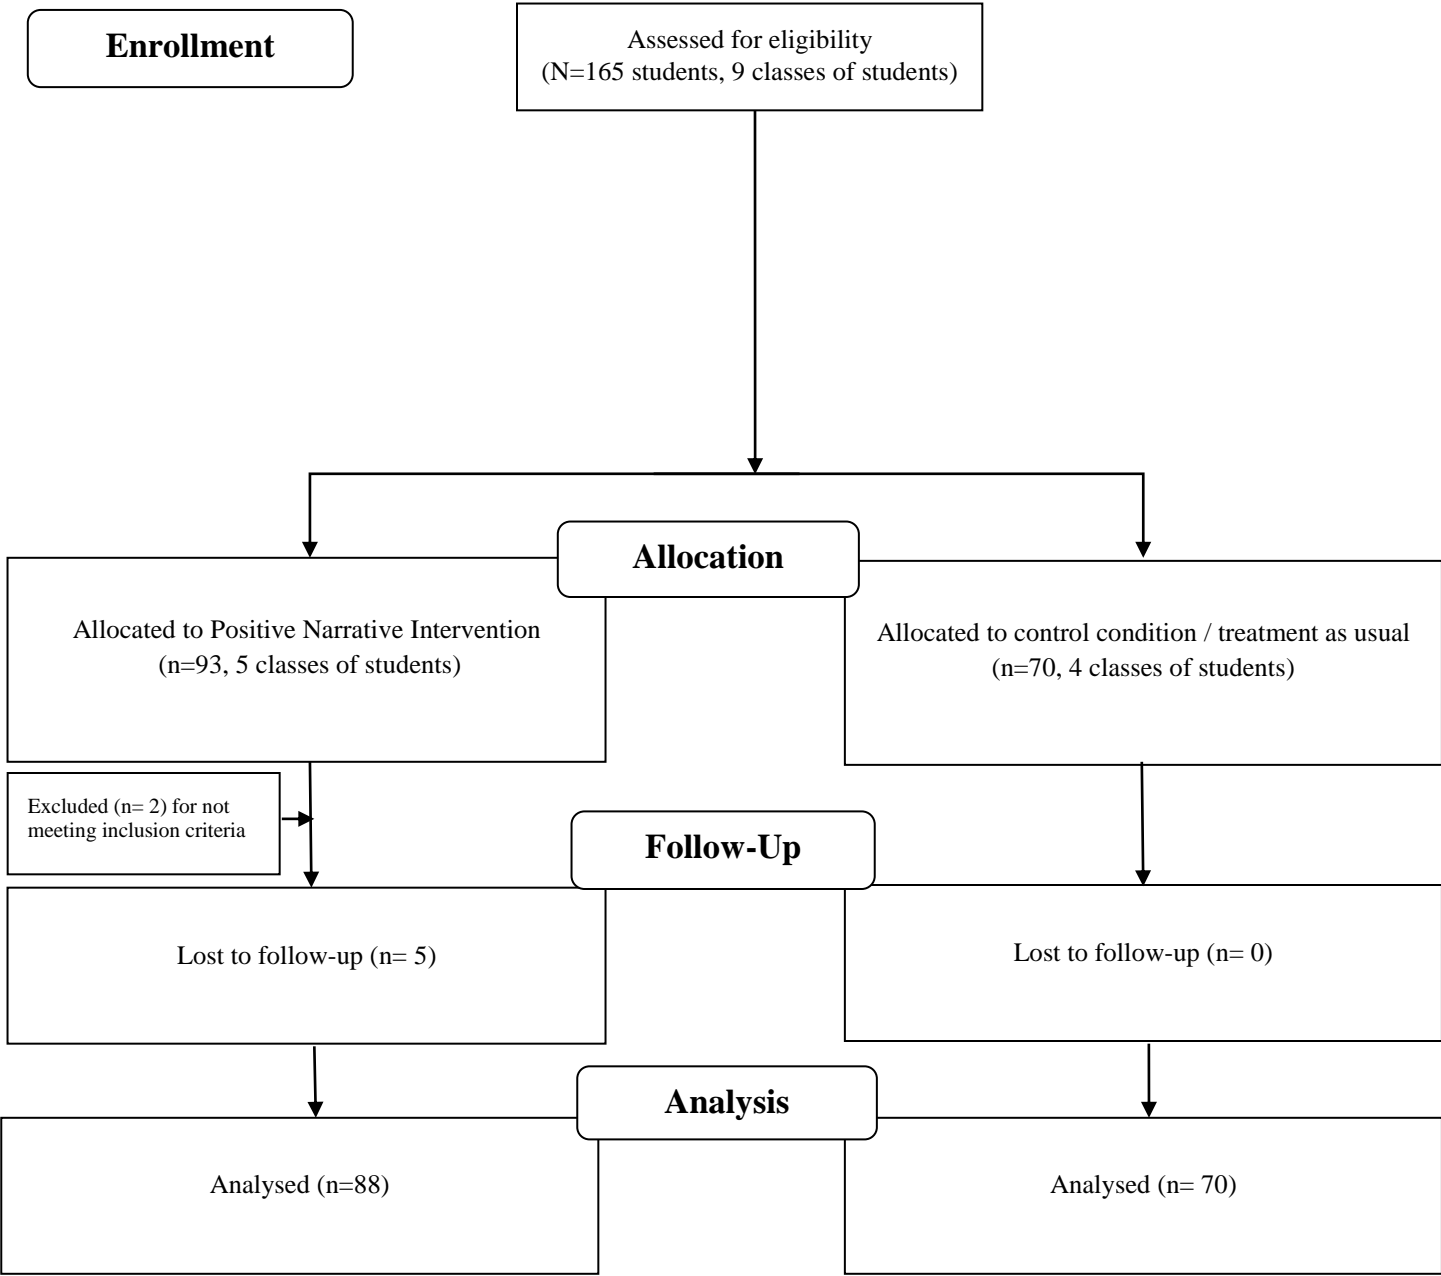 Enrollment
Assessed for eligibility
(N=165 students, 9 classes of students)
Allocation
Allocated to Positive Narrative Intervention
(n=93, 5 classes of students)
Allocated to control condition / treatment as usual
(n=70, 4 classes of students)
Excluded (n= 2) for not
meeting inclusion criteria
Follow-Up
Lost to follow-up (n= 5)
Lost to follow-up (n= 0)
Analysis
Analysed (n=88)
Analysed (n= 70)